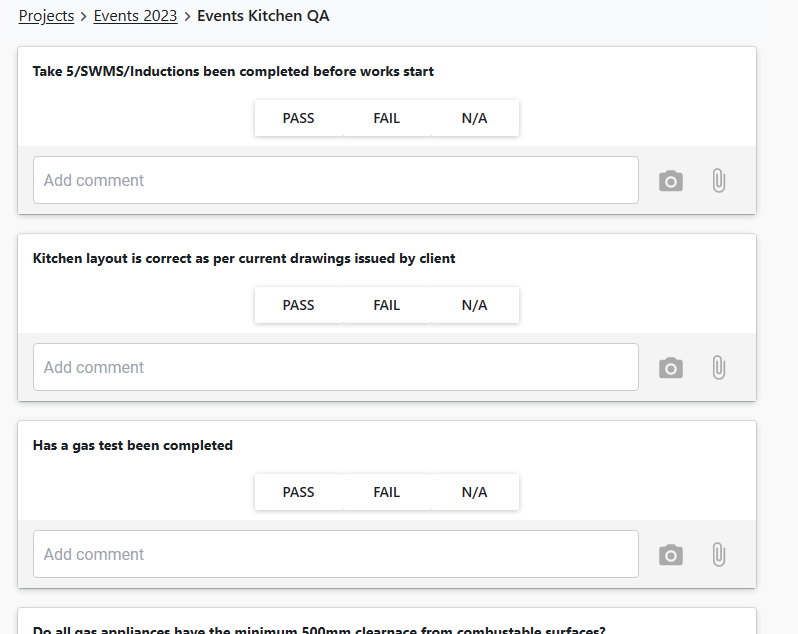 Projects > Events 2023 > Events Kitchen QA
Take 5/SWMS/Inductions been completed before works start
PASS FAIL N/A
Add comment
Kitchen layout is correct as per current drawings issued by client
PASS FAIL N/A
Add comment
Has a gas test been completed
PASS FAIL N/A
Add comment
Do all gas appliances have the minimum 500mm clearnace from combustable surfaces?